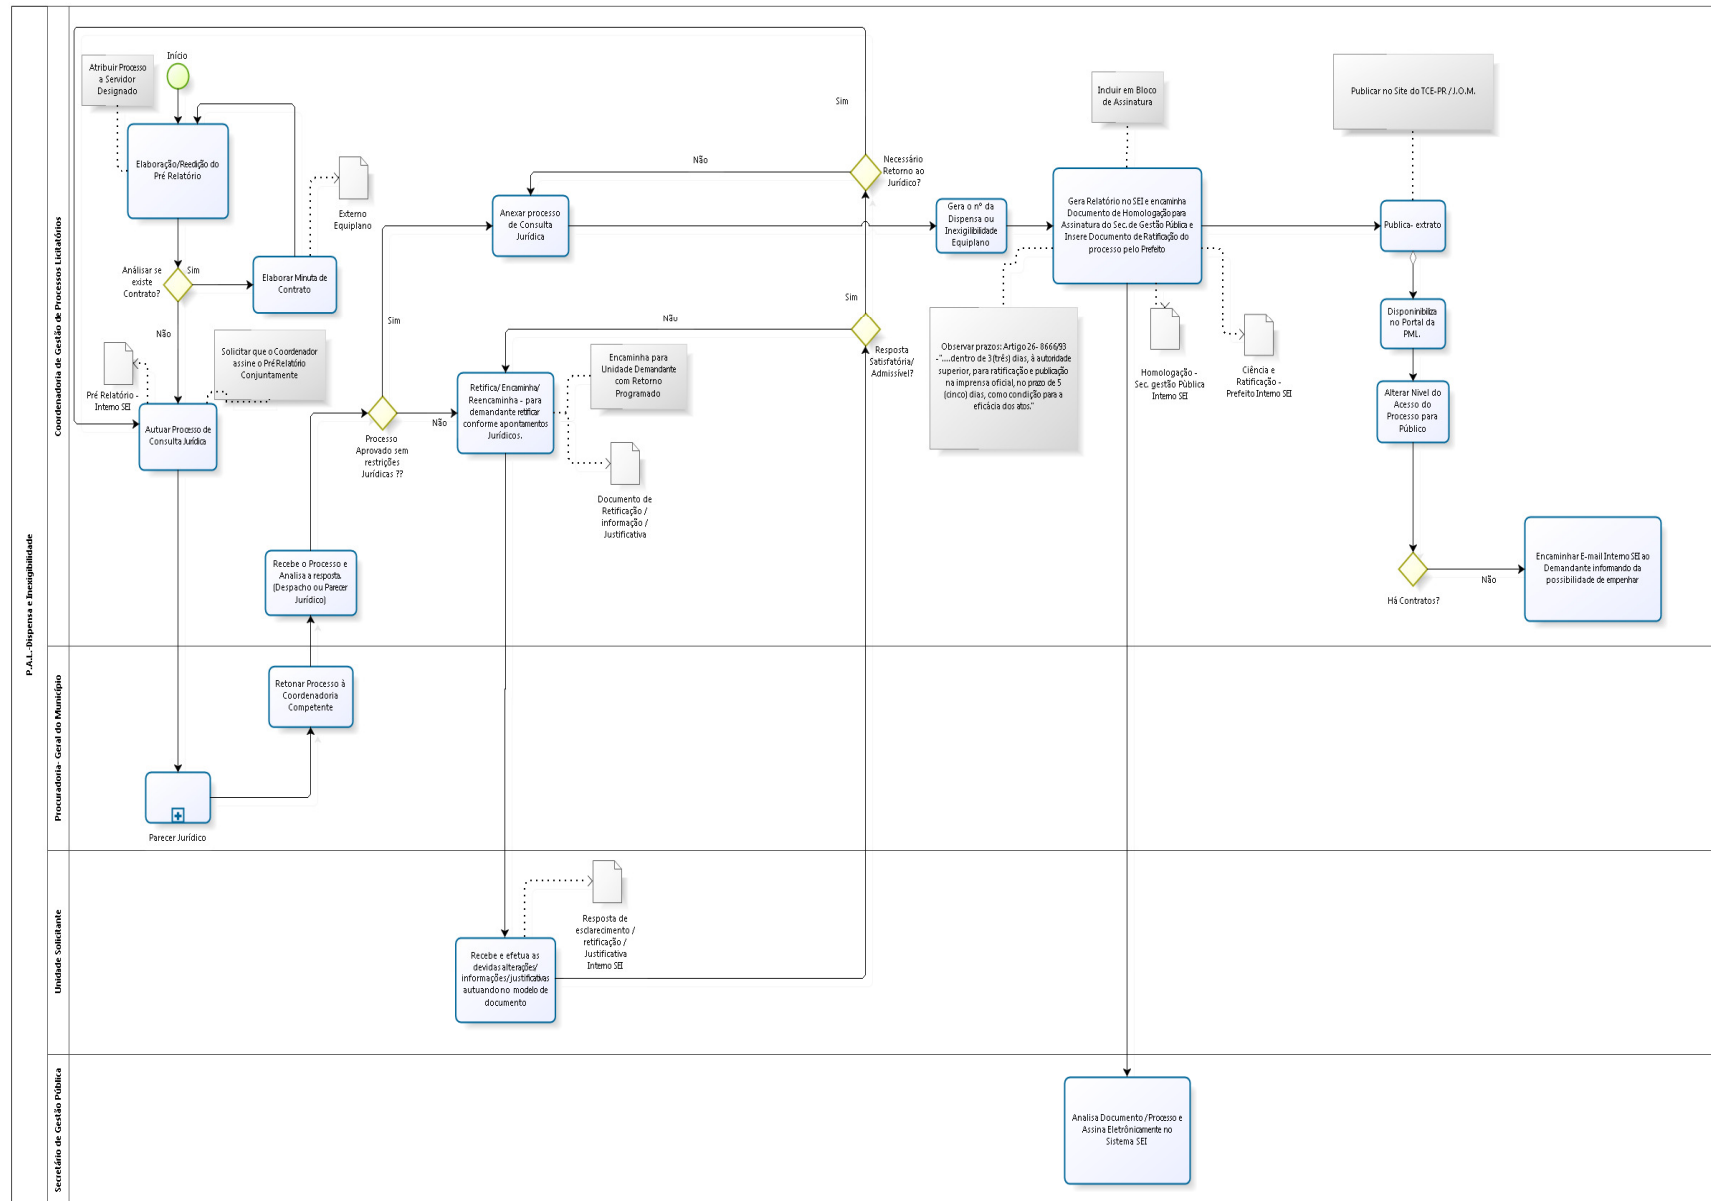 P.A.L.-Dispensa e Inexigibilidade
Coordenadoria de Gestão de Processos Licitatórios
Início
Atribuir Processo
a Servidor
Designado
Elaboração/Reedição do
Pré Relatório
Análisar se
existe
Contrato?
Sim
Elaborar Minuta de
Contrato
Externo
Equiplano
Não
Solicitar que o Coordenador
assine o Pré Relatório
Conjuntamente
Pré Relatório -
Interno SEI
Autuar Processo de
Consulta Jurídica
Recebe o Processo e
Analisa a resposta.
(Despacho ou Parecer
Jurídico)
Processo
Aprovado sem
restrições
Jurídicas ??
Sim
Não
Anexar processo
de Consulta
Jurídica
Retifica/ Encaminha/
Reencaminha - para
demandante retificar
conforme apontamentos
Jurídicos.
Encaminha para
Unidade Demandante
com Retorno
Programado
Documento de
Retificação /
informação /
Justificativa
Sim
Não
Necessário
Retorno ao
Jurídico?
Sim
Não
Resposta
Satisfatória/
Admissível?
Gera o nº da
Dispensa ou
Inexigibilidade
Equiplano
Incluir em Bloco
de Assinatura
Gera Relatório no SEI e encaminha
Documento de Homologação para
Assinatura do Sec. de Gestão Pública e
Insere Documento de Ratificação do
processo pelo Prefeito
Observar prazos: Artigo 26- 8666/93
-"....dentro de 3 (três) dias, à autoridade
superior, para ratificação e publicação
na imprensa oficial, no prazo de 5
(cinco) dias, como condição para a
eficácia dos atos."
Homologação -
Sec. gestão Pública
Interno SEI
Ciência e
Ratificação -
Prefeito Interno SEI
Publicar no Site do TCE-PR / J.O.M.
Publica- extrato
Disponinibiliza
no Portal da
PML.
Alterar Nivel do
Acesso do
Processo para
Público
Há Contratos?
Não
Encaminhar E-mail Interno SEI ao
Demandante informando da
possibilidade de empenhar
Procuradoria- Geral do Município
Retonar Processo à
Coordenadoria
Competente
Parecer Jurídico
Unidade Solicitante
Resposta de
esclarecimento /
retificação /
Justificativa
Interno SEI
Recebe e efetua as
devidas alterações/
informações/justificativas
autuando no modelo de
documento
Secretário de Gestão Pública
Analisa Documento / Processo e
Assina Eletrônicamente no
Sistema SEI